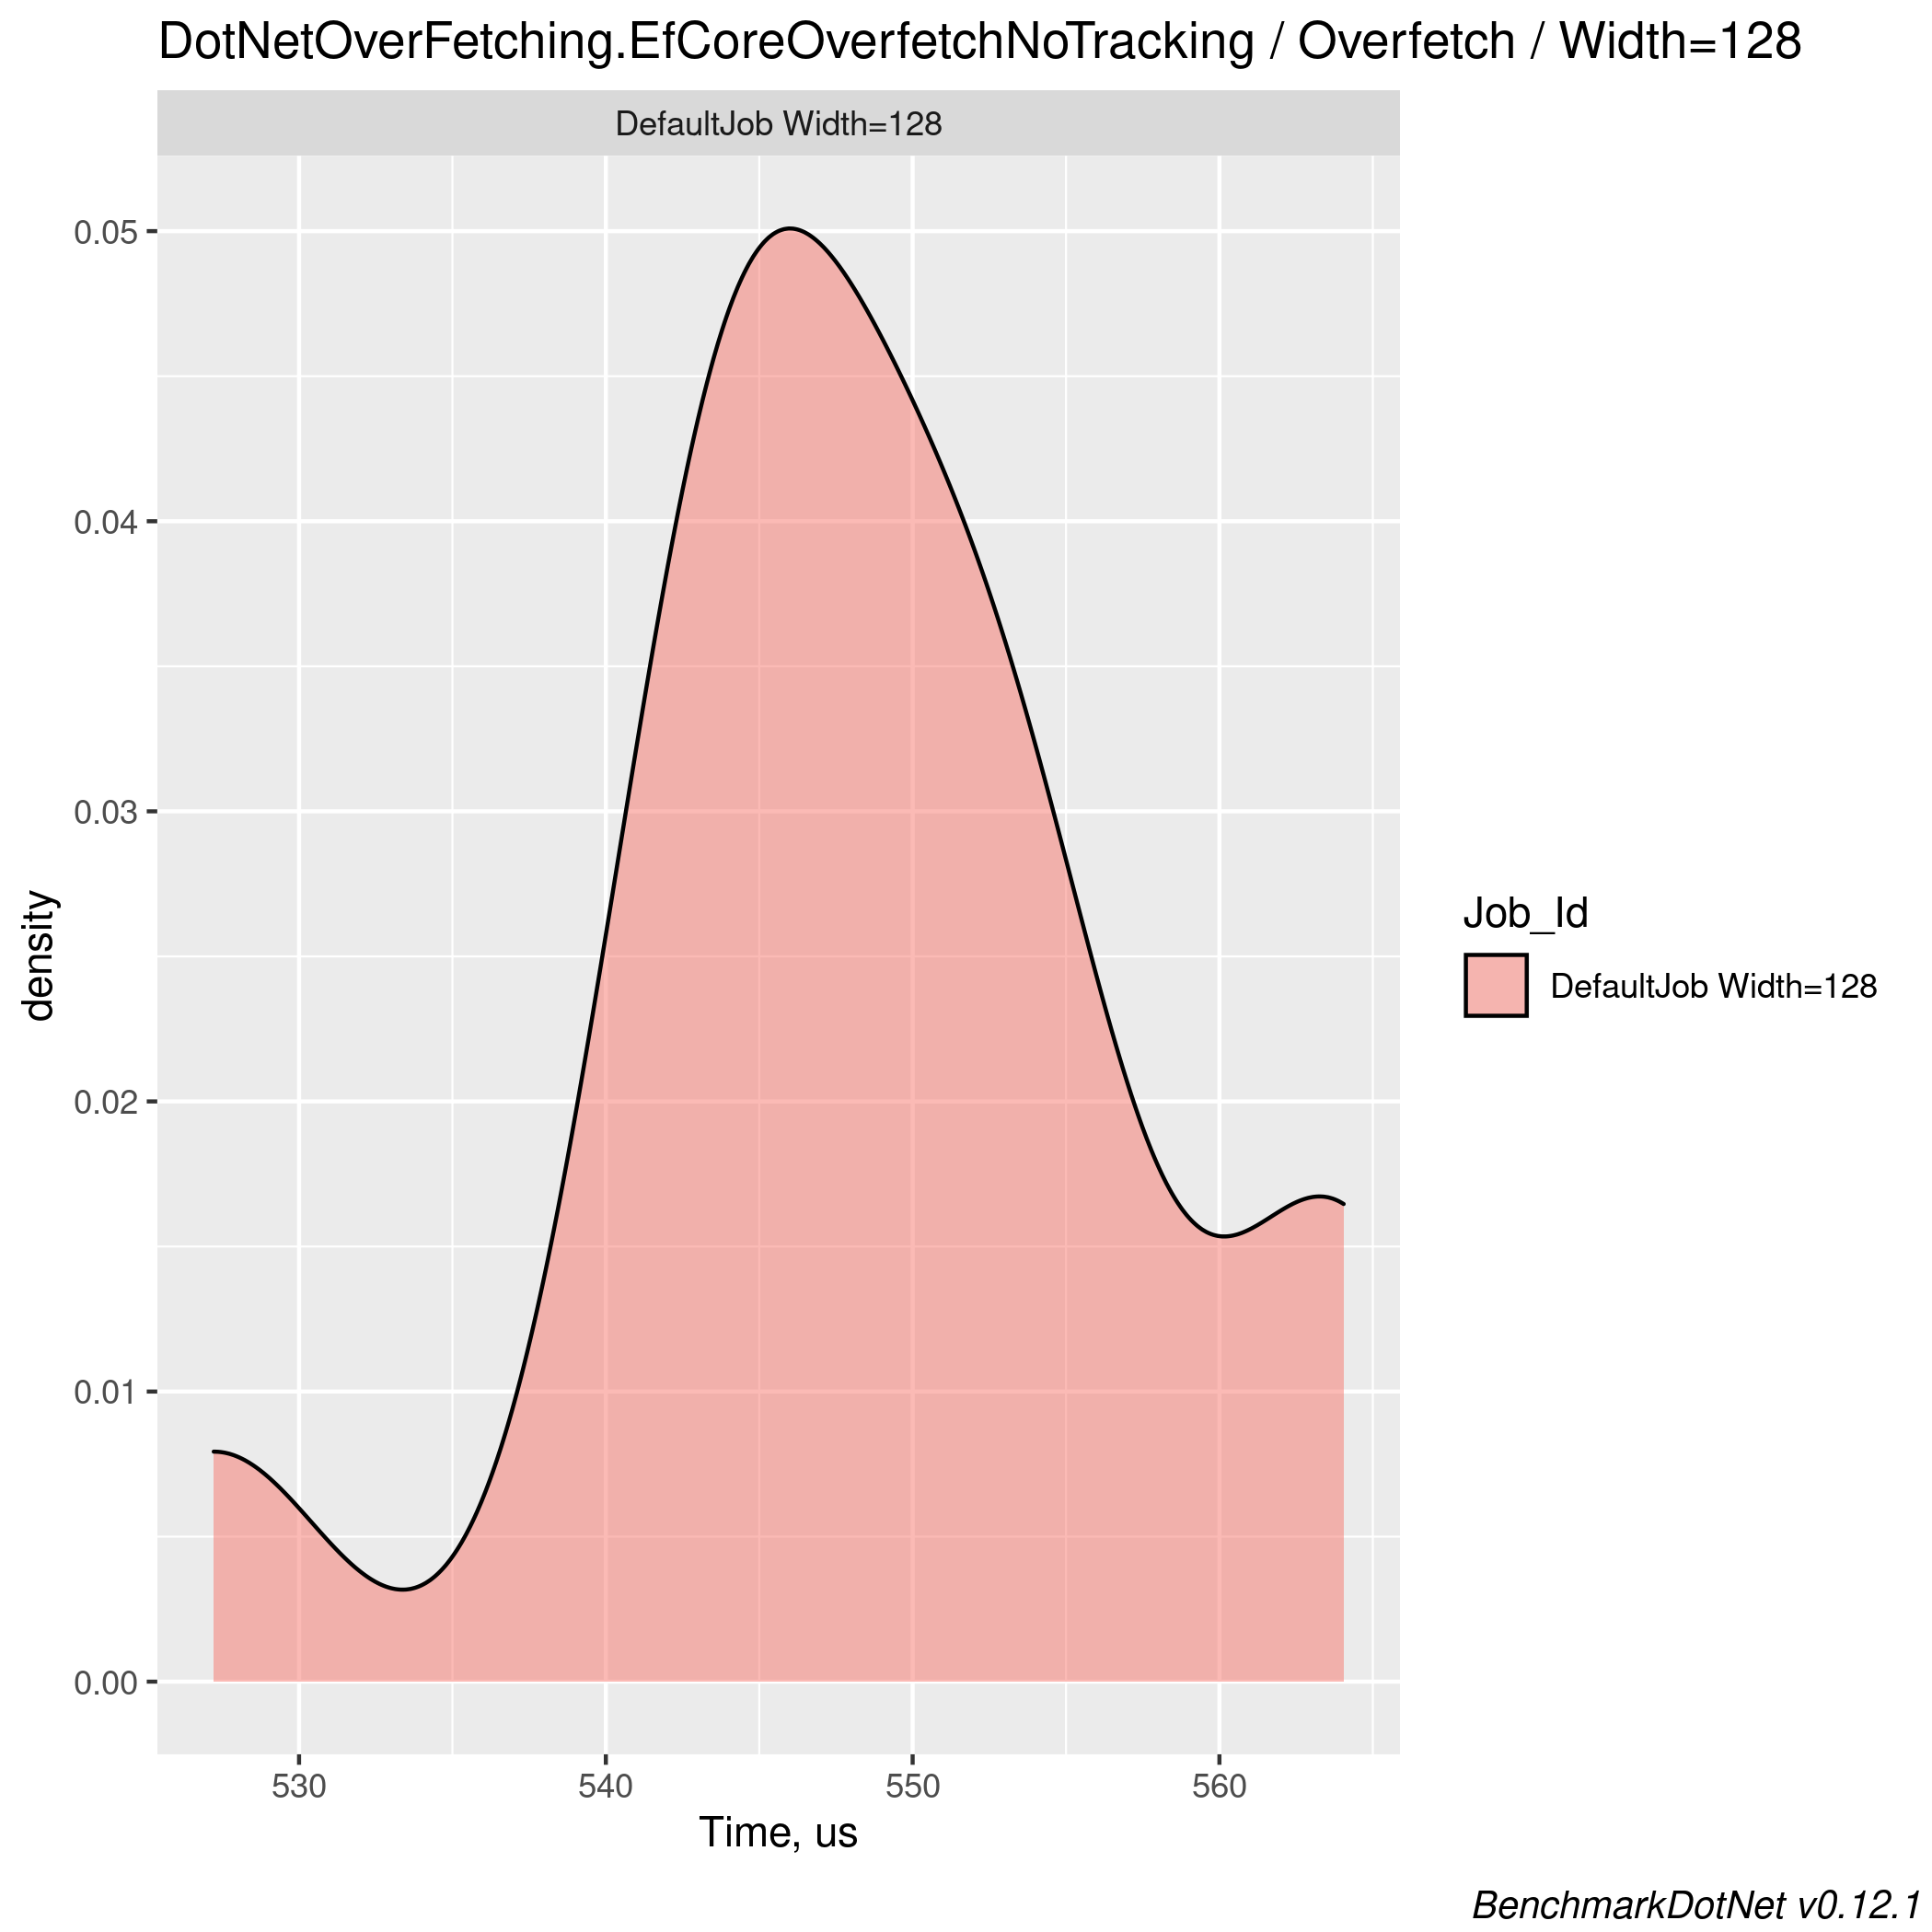 DotNetOverFetching.EfCoreOverfetchNoTracking / Overfetch / Width=128
DefaultJob Width=128
0.05
0.04
0.03
0.02
0.01
0.00
density
530 540 550 560
Time, us
Job_Id
DefaultJob Width=128
BenchmarkDotNet v0.12.1